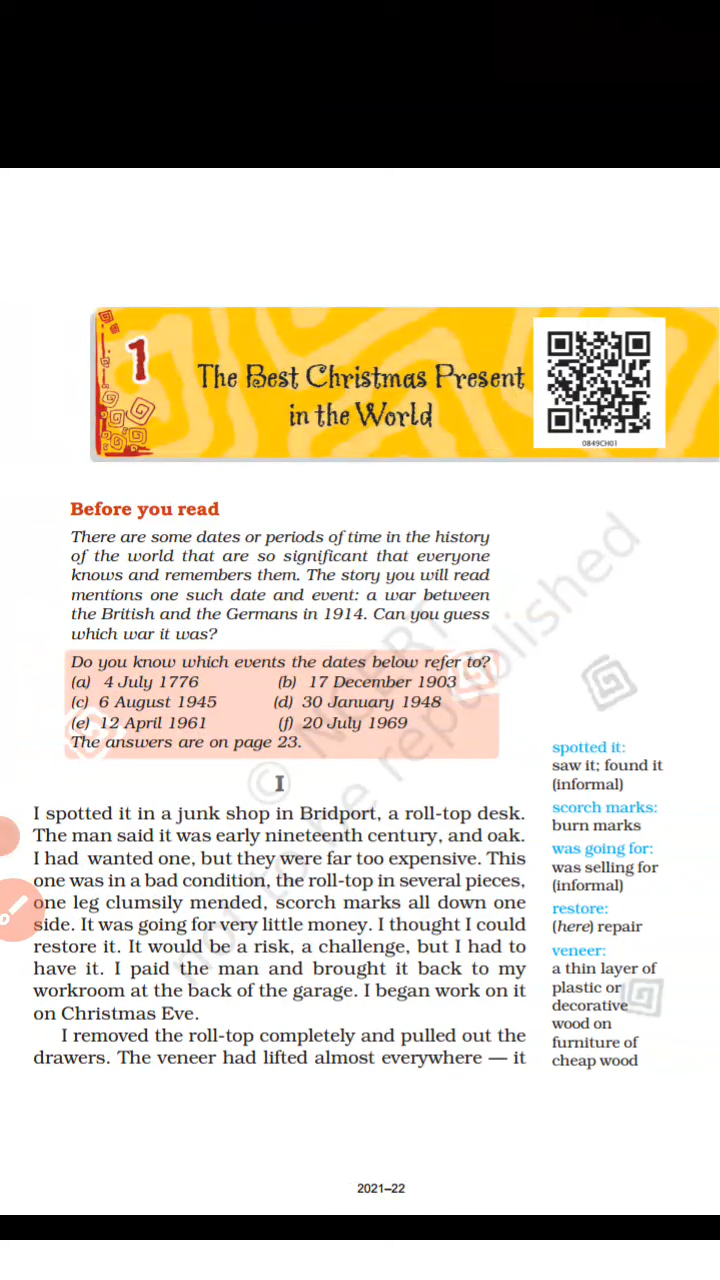 1
The Best Christmas Present
in the World
0849CH01
Before you read
There are some dates or periods of time in the history
of the world that are so significant that everyone
knows and remembers them. The story you will read
mentions one such date and event: a war between
the British and the Germans in 1914. Can you guess
which war it was?
Do you know which events the dates below refer to?
(a) 4 July 1776 (b) 17 December 1903
(c) 6 August 1945 (d) 30 January 1948
(e) 12 April 1961 (f) 20 July 1969
The answers are on page 23.
I
I spotted it in a junk shop in Bridport, a roll-top desk.
The man said it was early nineteenth century, and oak.
I had wanted one, but they were far too expensive. This
one was in a bad condition, the roll-top in several pieces,
one leg clumsily mended, scorch marks all down one
side. It was going for very little money. I thought I could
restore it. It would be a risk, a challenge, but I had to
have it. I paid the man and brought it back to my
workroom at the back of the garage. I began work on it
on Christmas Eve.
I removed the roll-top completely and pulled out the
drawers. The veneer had lifted almost everywhere — it
spotted it:
saw it; found it
(informal)
scorch marks:
burn marks
was going for:
was selling for
(informal)
restore:
(here) repair
veneer:
a thin layer of
plastic or
decorative
wood on
furniture of
cheap wood
© NCERT
not to be republished
2021–22